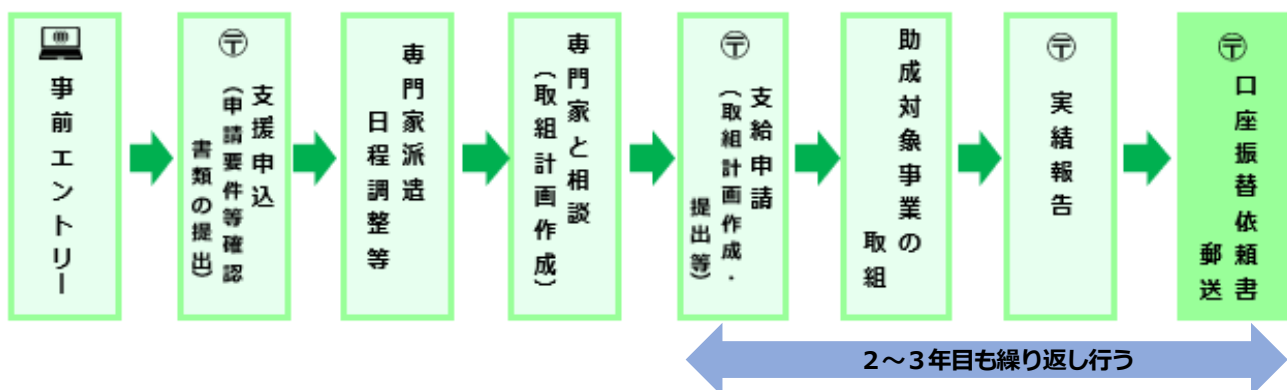 事前エントリー
〒
支援申込
（申請要件等確認
書類の提出）
専門家派遣
日程調整等
専門家と相談
（取組計画作成）
〒
支給申請
（取組計画作成・
提出等）
助成対象事業の
取組
〒
実績報告
〒
口座振替依頼書
郵送
２～３年目も繰り返し行う